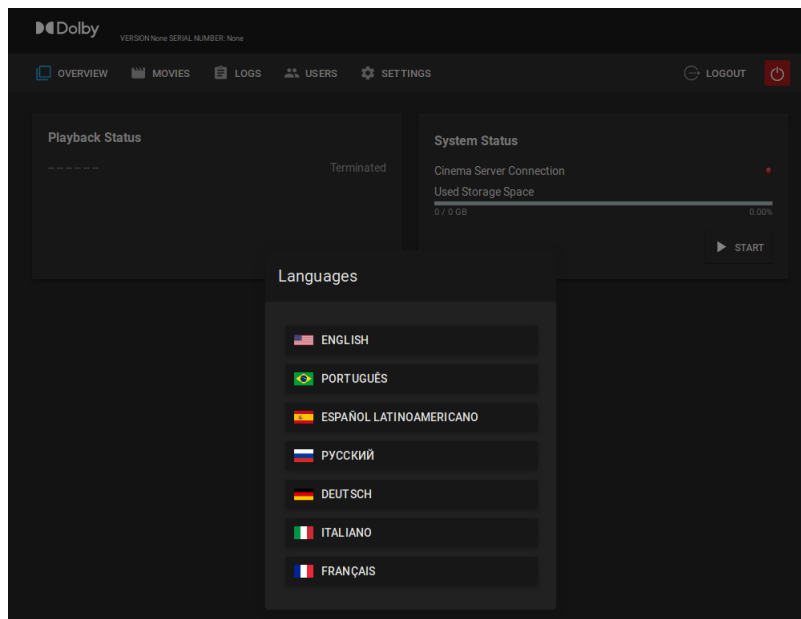 Dolby
VERSION None SERIAL NUMBER: None
OVERVIEW MOVIES LOGS USERS SETTINGS LOGOUT
Playback Status
------ Terminated
System Status
Cinema Server Connection
Used Storage Space
0 / 0 GB 0.00%
START
Languages
ENGLISH
PORTUGUÊS
ESPAÑOL LATINOAMERICANO
РУССКИЙ
DEUTSCH
ITALIANO
FRANÇAIS